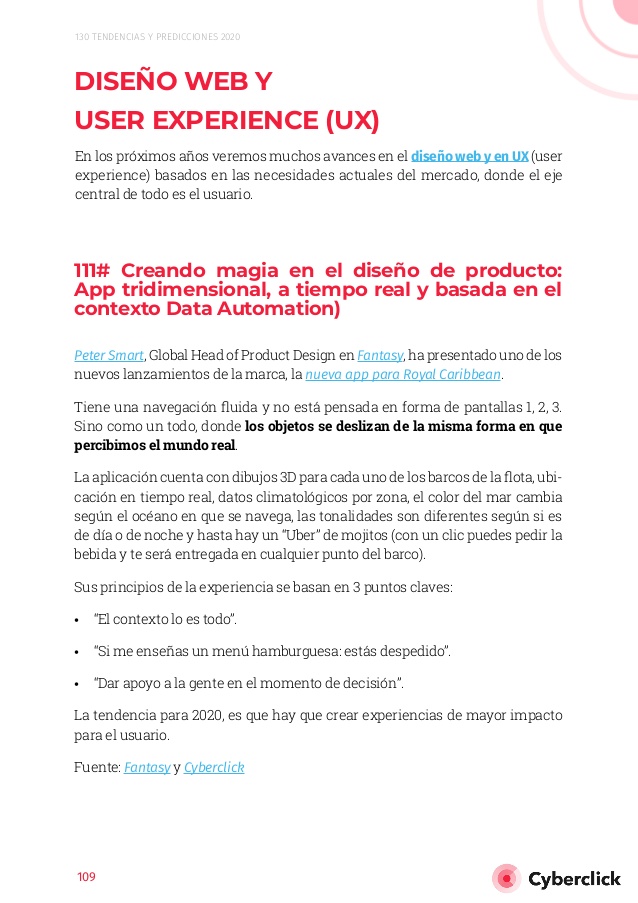 130 TENDENCIAS Y PREDICCIONES 2020
DISEÑO WEB Y
USER EXPERIENCE (UX)
En los próximos años veremos muchos avances en el diseño web y en UX (user
experience) basados en las necesidades actuales del mercado, donde el eje
central de todo es el usuario.
111# Creando magia en el diseño de producto:
App tridimensional, a tiempo real y basada en el
contexto Data Automation)
Peter Smart, Global Head of Product Design en Fantasy, ha presentado uno de los
nuevos lanzamientos de la marca, la nueva app para Royal Caribbean.
Tiene una navegación fluida y no está pensada en forma de pantallas 1, 2, 3.
Sino como un todo, donde los objetos se deslizan de la misma forma en que
percibimos el mundo real.
La aplicación cuenta con dibujos 3D para cada uno de los barcos de la flota, ubi-
cación en tiempo real, datos climatológicos por zona, el color del mar cambia
según el océano en que se navega, las tonalidades son diferentes según si es
de día o de noche y hasta hay un “Uber” de mojitos (con un clic puedes pedir la
bebida y te será entregada en cualquier punto del barco).
Sus principios de la experiencia se basan en 3 puntos claves:
• “El contexto lo es todo”.
• “Si me enseñas un menú hamburguesa: estás despedido”.
• “Dar apoyo a la gente en el momento de decisión”.
La tendencia para 2020, es que hay que crear experiencias de mayor impacto
para el usuario.
Fuente: Fantasy y Cyberclick
109
Cyberclick